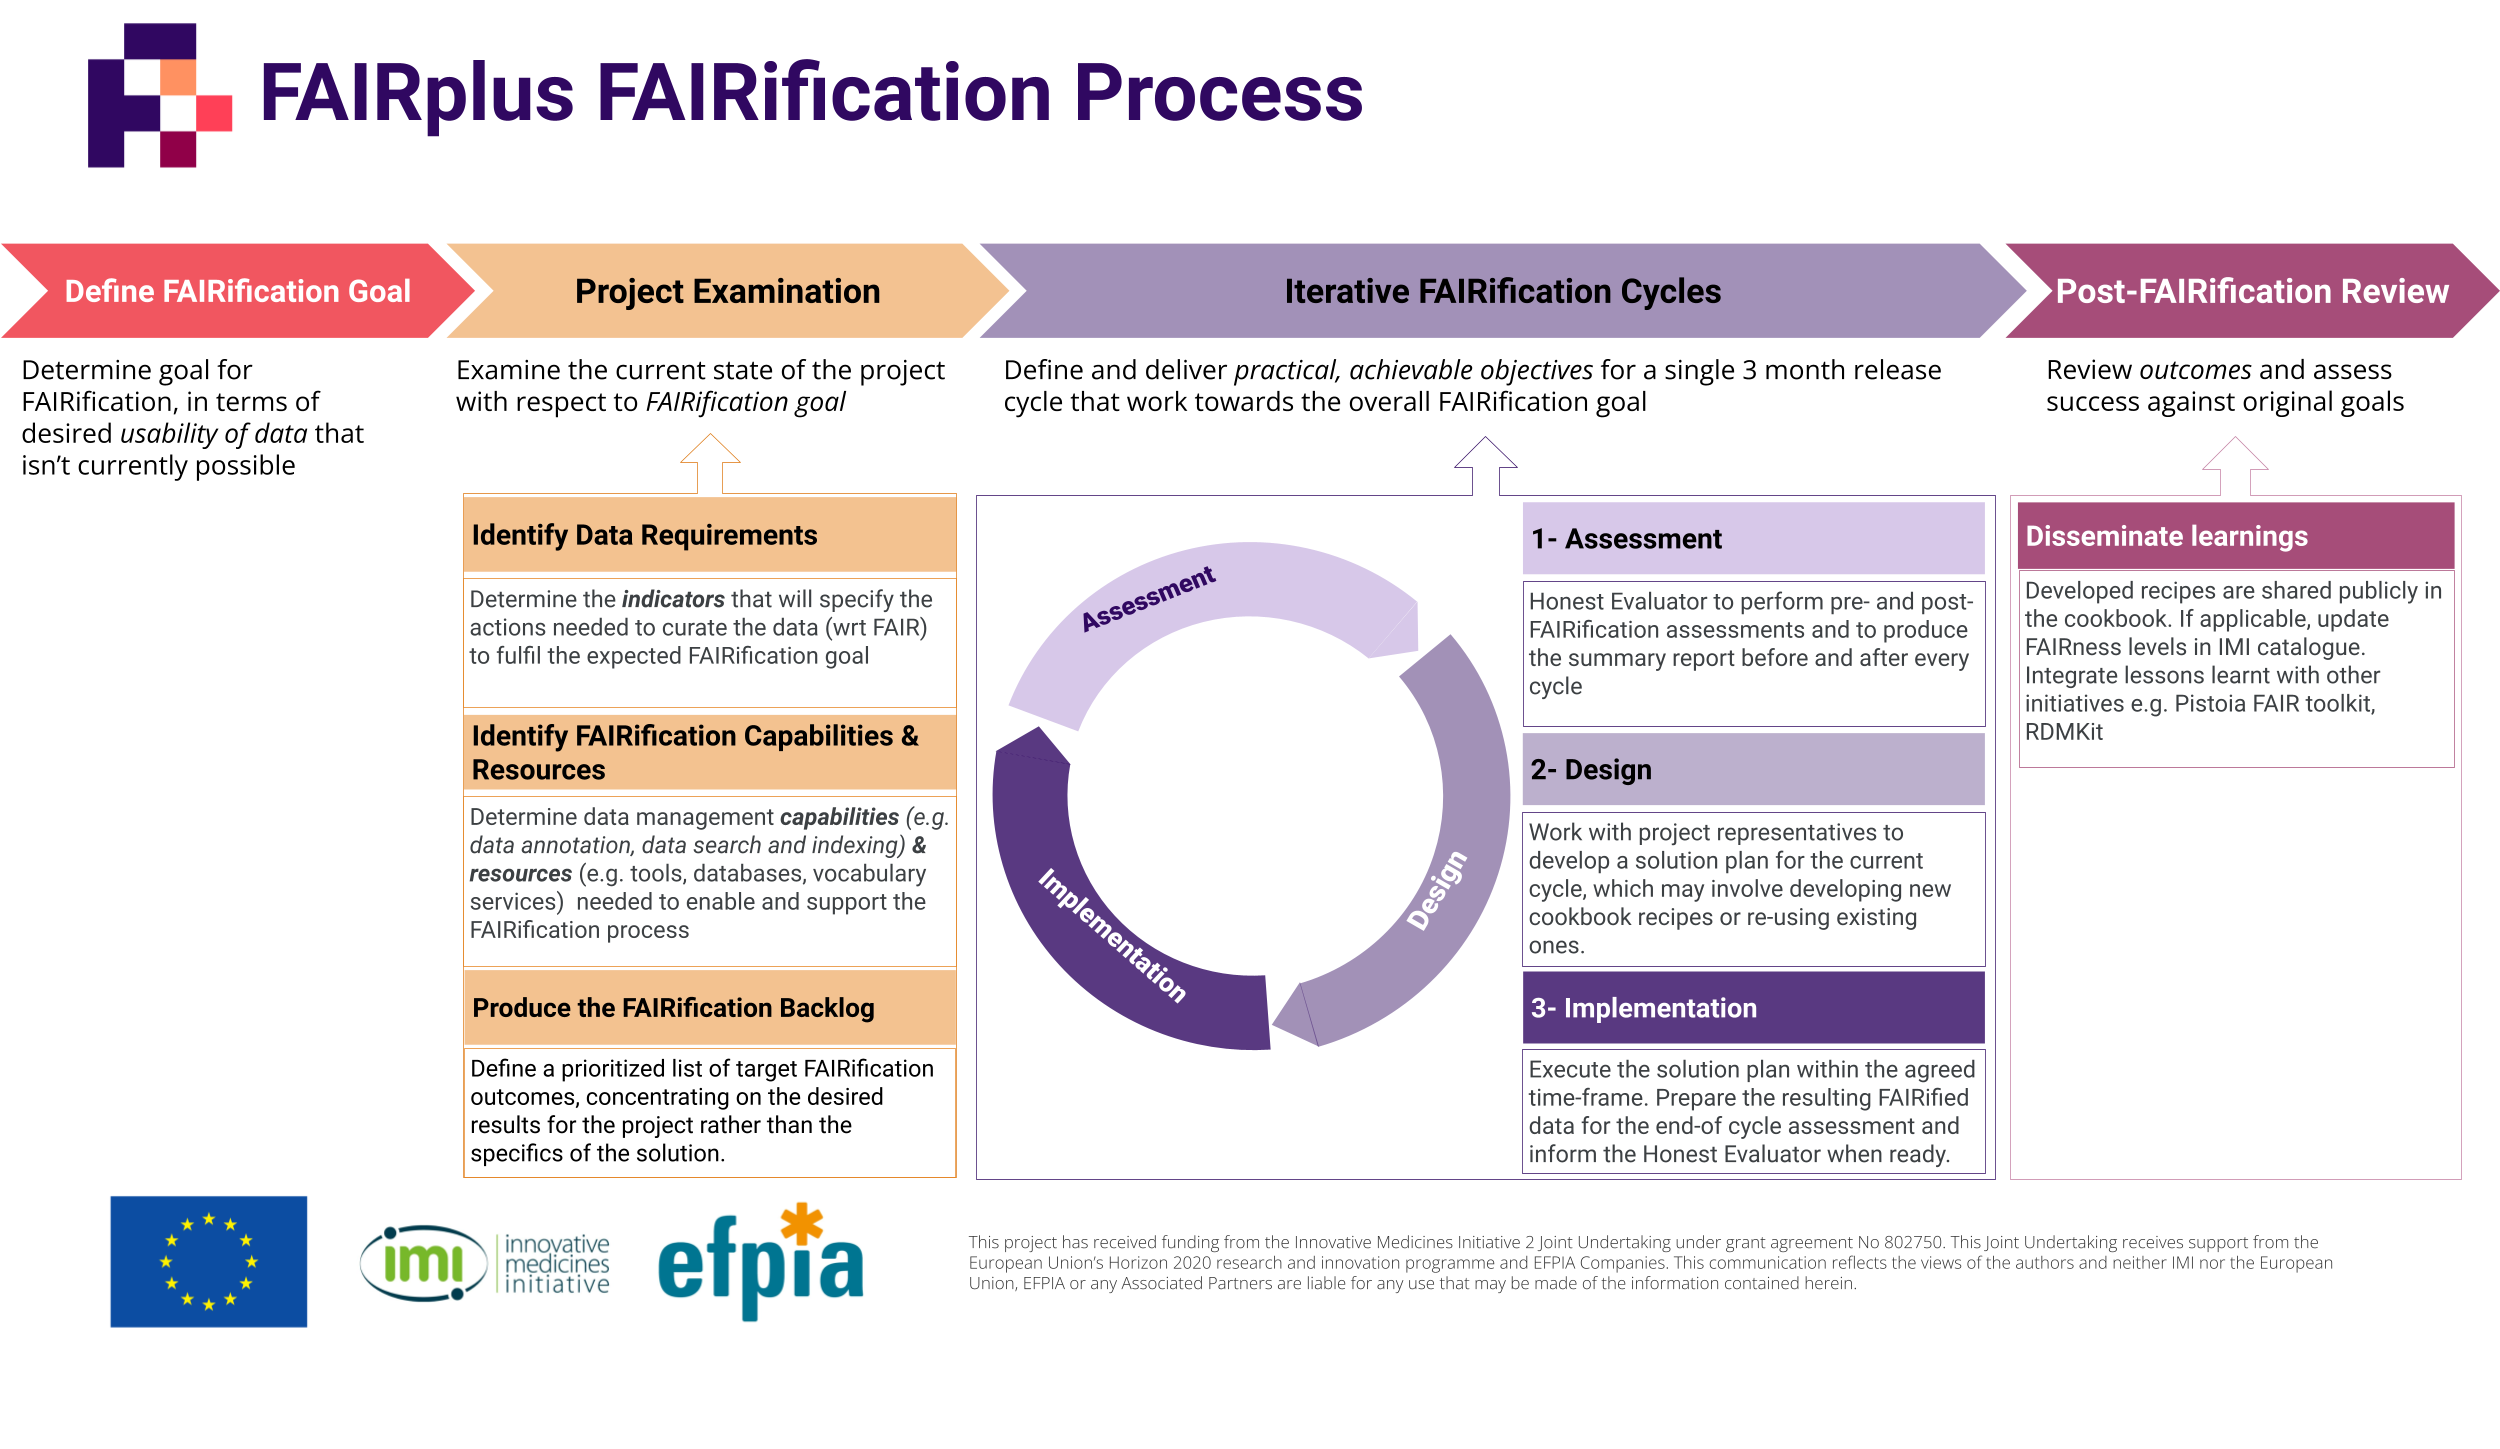 FAIRplus FAIRification Process
Define FAIRification Goal
Project Examination
Iterative FAIRification Cycles
Post-FAIRification Review
Determine goal for
FAIRification, in terms of
desired usability of data that
isn't currently possible
Examine the current state of the project
with respect to FAIRification goal
Define and deliver practical, achievable objectives for a single 3 month release
cycle that work towards the overall FAIRification goal
Review outcomes and assess
success against original goals
Identify Data Requirements
Determine the indicators that will specify the
actions needed to curate the data (wrt FAIR)
to fulfil the expected FAIRification goal
Identify FAIRification Capabilities &
Resources
Determine data management capabilities (e.g.
data annotation, data search and indexing) &
resources (e.g. tools, databases, vocabulary
services)  needed to enable and support the
FAIRification process
Produce the FAIRification Backlog
Define a prioritized list of target FAIRification
outcomes, concentrating on the desired
results for the project rather than the
specifics of the solution.
Assessment
Design
Implementation
1- Assessment
Honest Evaluator to perform pre- and post-
FAIRification assessments and to produce
the summary report before and after every
cycle
2- Design
Work with project representatives to
develop a solution plan for the current
cycle, which may involve developing new
cookbook recipes or re-using existing
ones.
3- Implementation
Execute the solution plan within the agreed
time-frame. Prepare the resulting FAIRified
data for the end-of cycle assessment and
inform the Honest Evaluator when ready.
Disseminate learnings
Developed recipes are shared publicly in
the cookbook. If applicable, update
FAIRness levels in IMI catalogue.
Integrate lessons learnt with other
initiatives e.g. Pistoia FAIR toolkit,
RDMKit
imi
innovative
medicines
initiative
efpia
This project has received funding from the Innovative Medicines Initiative 2 Joint Undertaking under grant agreement No 802750. This Joint Undertaking receives support from the
European Union's Horizon 2020 research and innovation programme and EFPIA Companies. This communication reflects the views of the authors and neither IMI nor the European
Union, EFPIA or any Associated Partners are liable for any use that may be made of the information contained herein.